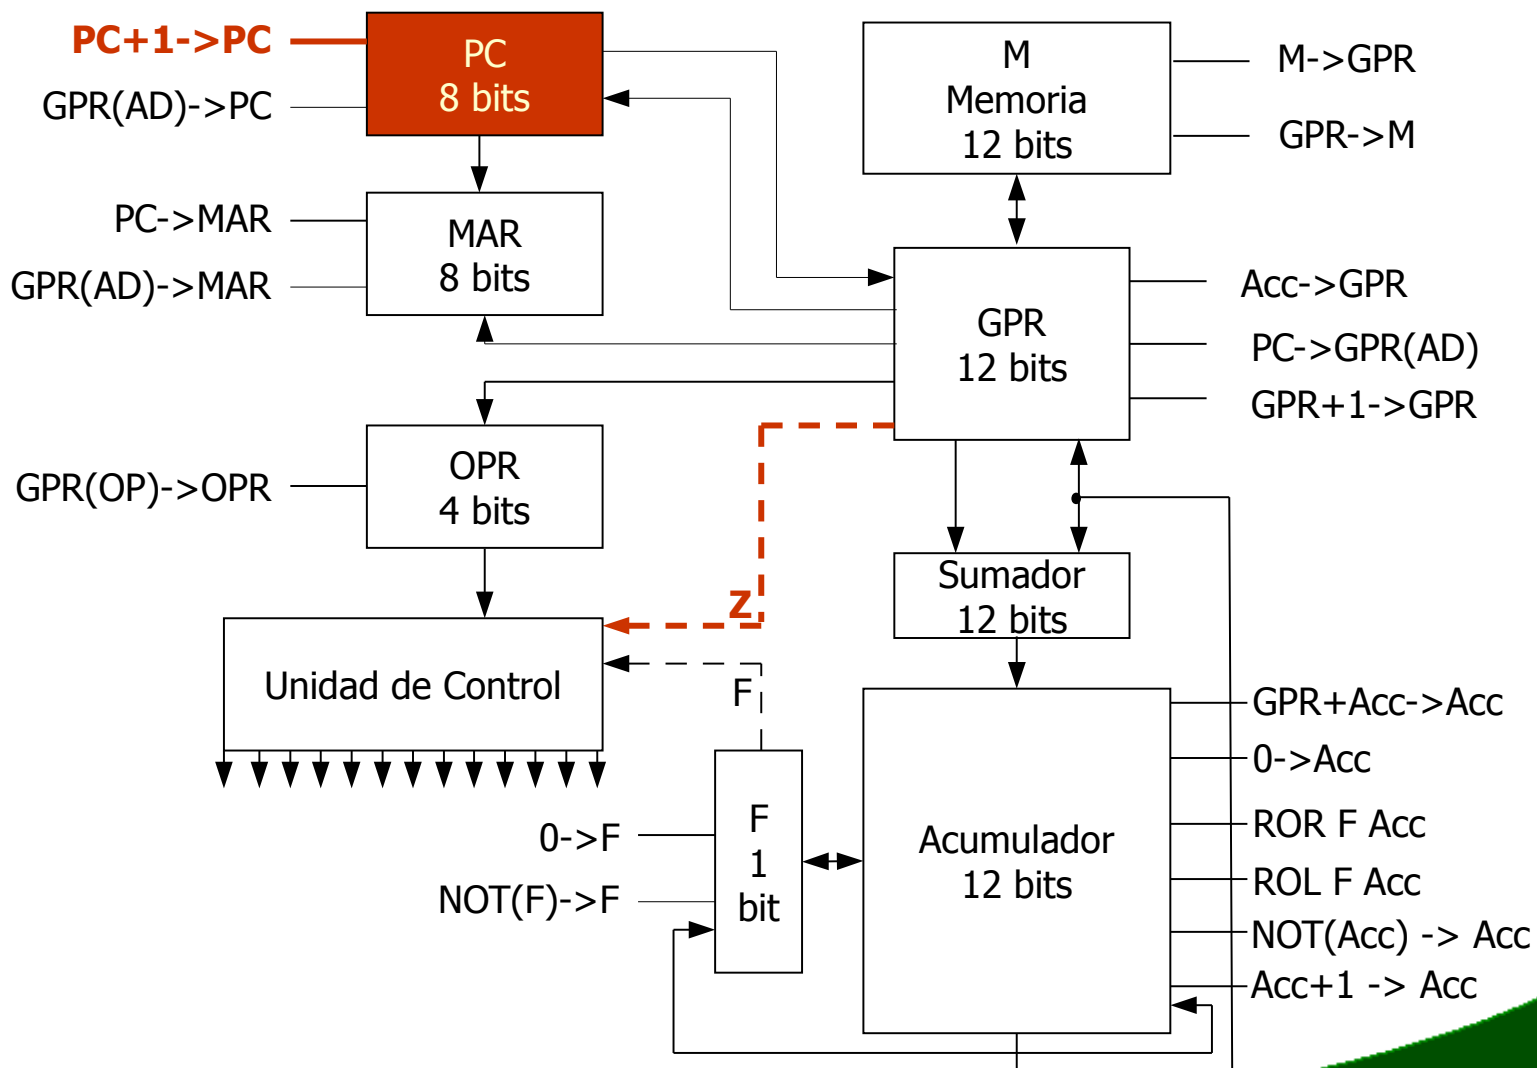 PC+1->PC
GPR(AD)->PC
PC
8 bits
M
Memoria
12 bits
M->GPR
GPR->M
PC->MAR
GPR(AD)->MAR
MAR
8 bits
GPR
12 bits
Acc->GPR
PC->GPR(AD)
GPR+1->GPR
GPR(OP)->OPR
OPR
4 bits
Z
Sumador
12 bits
Unidad de Control
F
0->F
NOT(F)->F
F
1
bit
Acumulador
12 bits
GPR+Acc->Acc
0->Acc
ROR F Acc
ROL F Acc
NOT(Acc) -> Acc
Acc+1 -> Acc